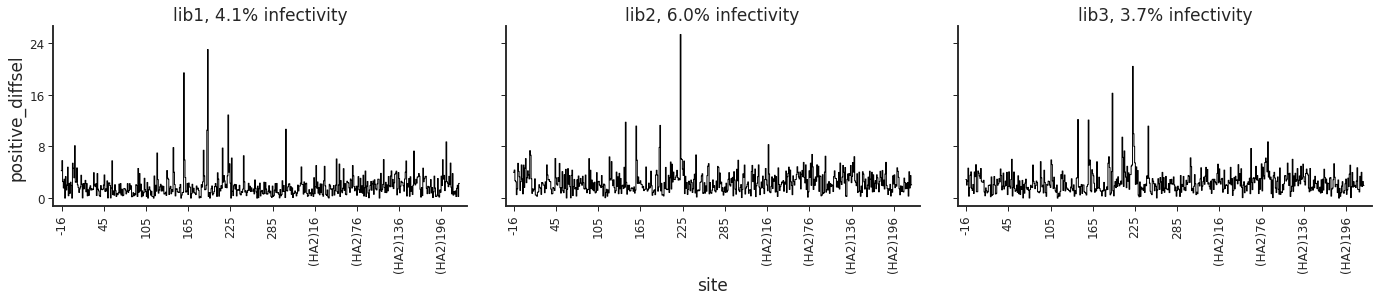 lib1, 4.1% infectivity
lib2, 6.0% infectivity
lib3, 3.7% infectivity
positive_diffsel
24
16
8
0
-16
45
105
165
225
285
(HA2)16
(HA2)76
(HA2)136
(HA2)196
-16
45
105
165
225
285
(HA2)16
(HA2)76
(HA2)136
(HA2)196
-16
45
105
165
225
285
(HA2)16
(HA2)76
(HA2)136
(HA2)196
site